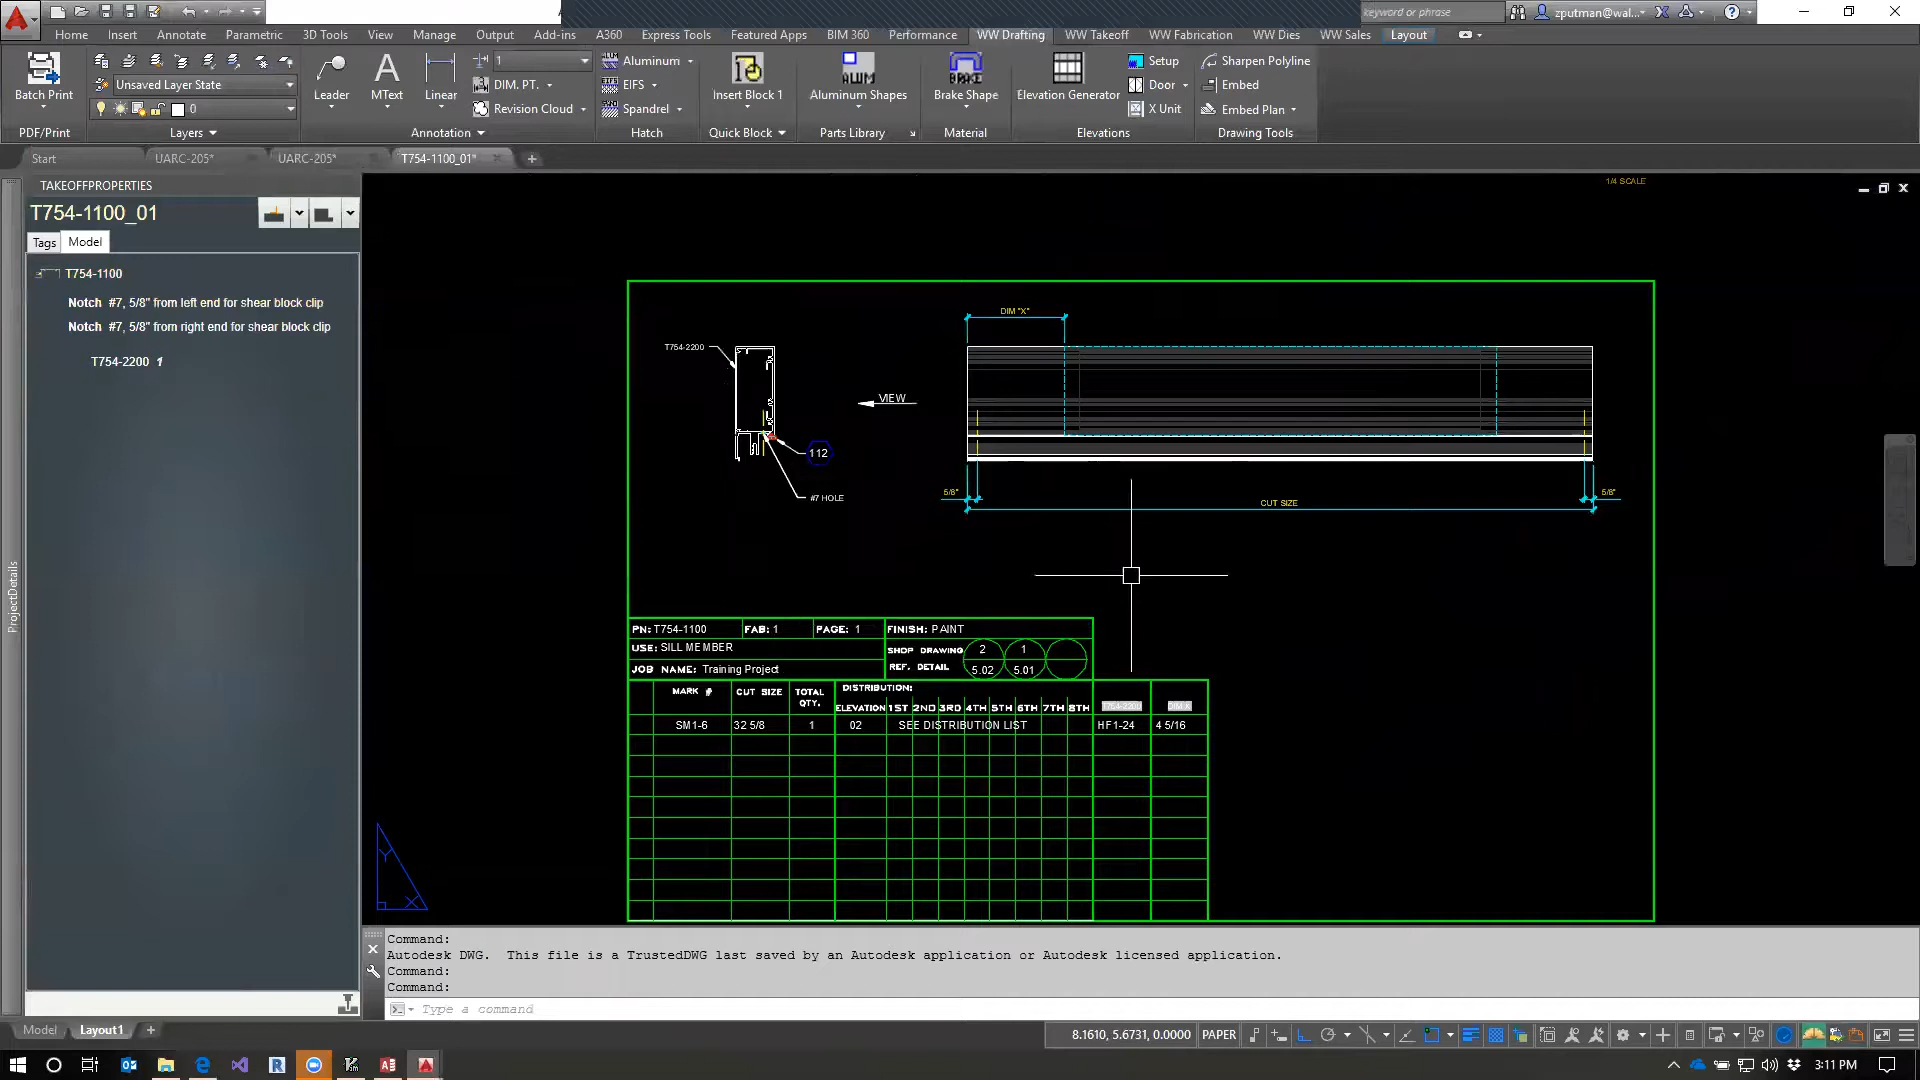 keyword or phrase
zputman@wal...
Home Insert Annotate Parametric 3D Tools View Manage Output Add-ins A360 Express Tools Featured Apps BIM 360 Performance WW Drafting WW Takeoff WW Fabrication WW Dies WW Sales Layout
Batch Print
Unsaved Layer State
0
Leader
MText
Linear
1
DIM. PT.
Revision Cloud
Aluminum
EIFS
Spandrel
Insert Block 1
ALUM
Aluminum Shapes
BRAKE
Brake Shape
Elevation Generator
Setup
Door
X Unit
Sharpen Polyline
Embed
Embed Plan
PDF/Print Layers Annotation Hatch Quick Block Parts Library Material Elevations Drawing Tools
Start UARC-205* UARC-205* T754-1100_01*
TAKEOFFPROPERTIES
T754-1100_01
Tags Model
T754-1100
Notch #7, 5/8" from left end for shear block clip
Notch #7, 5/8" from right end for shear block clip
T754-2200 1
ProjectDetails
1/4 SCALE
DIM "X"
T754-2200
VIEW
112
#7 HOLE
5/8"
CUT SIZE
5/8"
PN: T754-1100 FAB: 1 PAGE: 1 FINISH: PAINT
USE: SILL MEMBER
SHOP DRAWING 2 1
REF. DETAIL 5.02 5.01
JOB NAME: Training Project
MARK # CUT SIZE TOTAL QTY. DISTRIBUTION:
ELEVATION 1ST 2ND 3RD 4TH 5TH 6TH 7TH 8TH T754-2200 DIM X
SM1-6 32 5/8 1 02 SEE DISTRIBUTION LIST HF1-24 4 5/16
Y
X
Command:
Autodesk DWG. This file is a TrustedDWG last saved by an Autodesk application or Autodesk licensed application.
Command:
Command:
Type a command
Model Layout1
8.1610, 5.6731, 0.0000 PAPER
3:11 PM